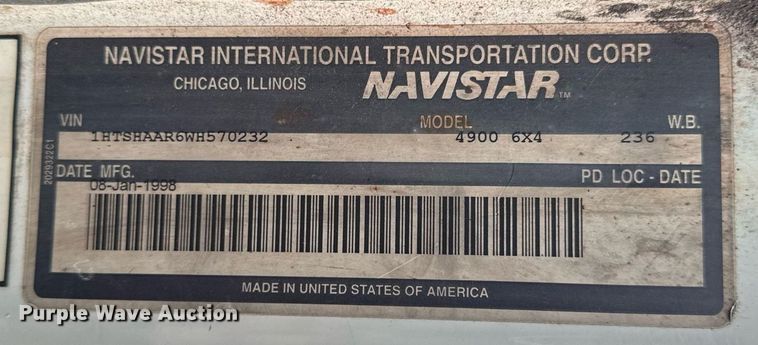 NAVISTAR INTERNATIONAL TRANSPORTATION CORP.
CHICAGO, ILLINOIS NAVISTAR TM
VIN MODEL W.B.
1HTSHAAR6WH570232 4900 6X4 236
DATE MFG. PD LOC - DATE
08-Jan-1998
2029322C1
MADE IN UNITED STATES OF AMERICA
Purple Wave Auction